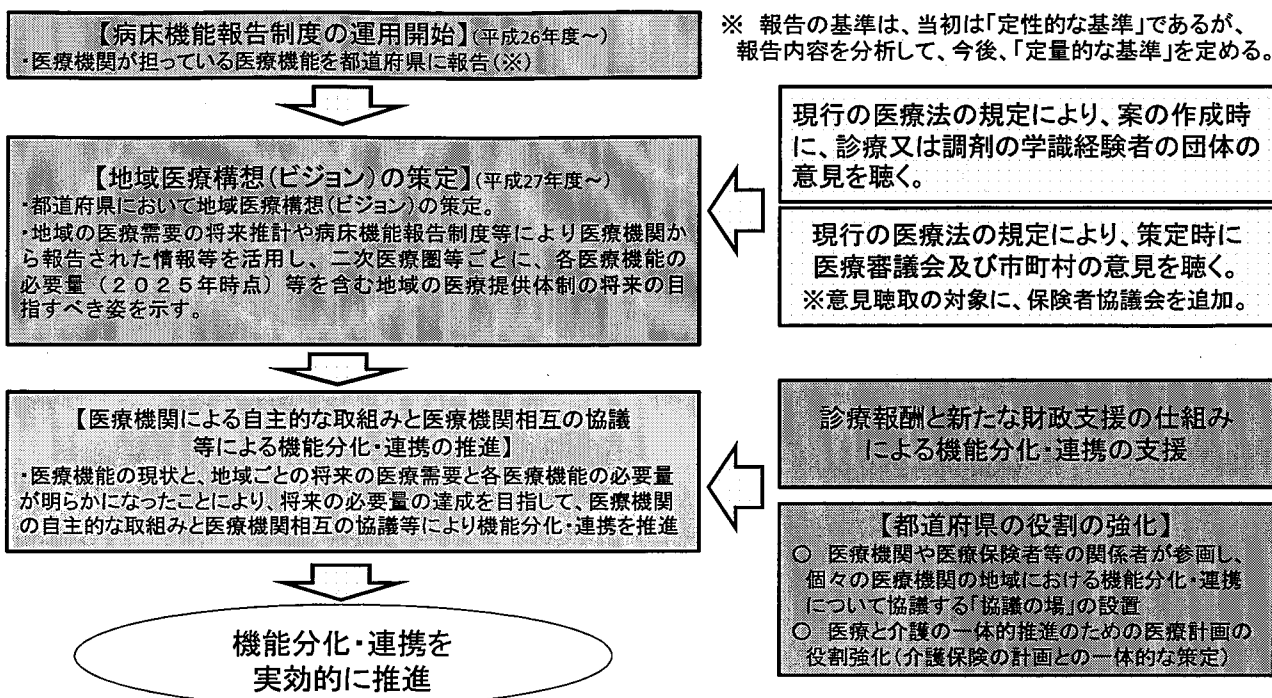 【病床機能報告制度の運用開始】(平成26年度~)
・医療機関が担っている医療機能を都道府県に報告(※)
※ 報告の基準は、当初は「定性的な基準」であるが、
報告内容を分析して、今後、「定量的な基準」を定める。
【地域医療構想(ビジョン)の策定】(平成27年度~)
・都道府県において地域医療構想(ビジョン)の策定。
・地域の医療需要の将来推計や病床機能報告制度等により医療機関か
ら報告された情報等を活用し、二次医療圏等ごとに、各医療機能の
必要量(2025年時点)等を含む地域の医療提供体制の将来の目
指すべき姿を示す。
現行の医療法の規定により、案の作成時
に、診療又は調剤の学識経験者の団体の
意見を聴く。
現行の医療法の規定により、策定時に
医療審議会及び市町村の意見を聴く。
※意見聴取の対象に、保険者協議会を追加。
【医療機関による自主的な取組みと医療機関相互の協議
等による機能分化・連携の推進】
・医療機能の現状と、地域ごとの将来の医療需要と各医療機能の必要量
が明らかになったことにより、将来の必要量の達成を目指して、医療機関
の自主的な取組みと医療機関相互の協議等により機能分化・連携を推進
診療報酬と新たな財政支援の仕組み
による機能分化・連携の支援
【都道府県の役割の強化】
○ 医療機関や医療保険者等の関係者が参画し、
個々の医療機関の地域における機能分化・連携
について協議する「協議の場」の設置
○ 医療と介護の一体的推進のための医療計画の
役割強化(介護保険の計画との一体的な策定)
機能分化・連携を
実効的に推進